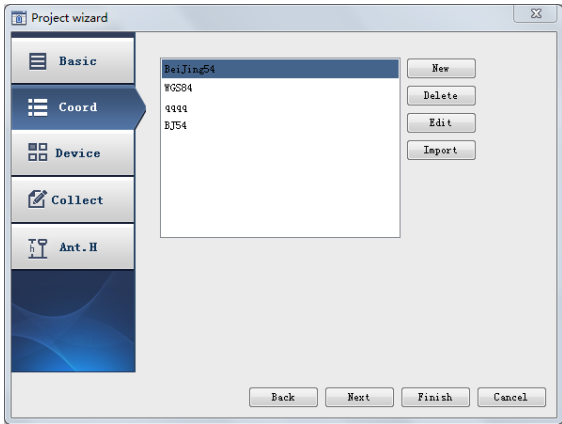 Project wizard
Basic
Coord
Device
Collect
Ant.H
BeiJing54
WGS84
qqqq
BJ54
New
Delete
Edit
Import
Back
Next
Finish
Cancel